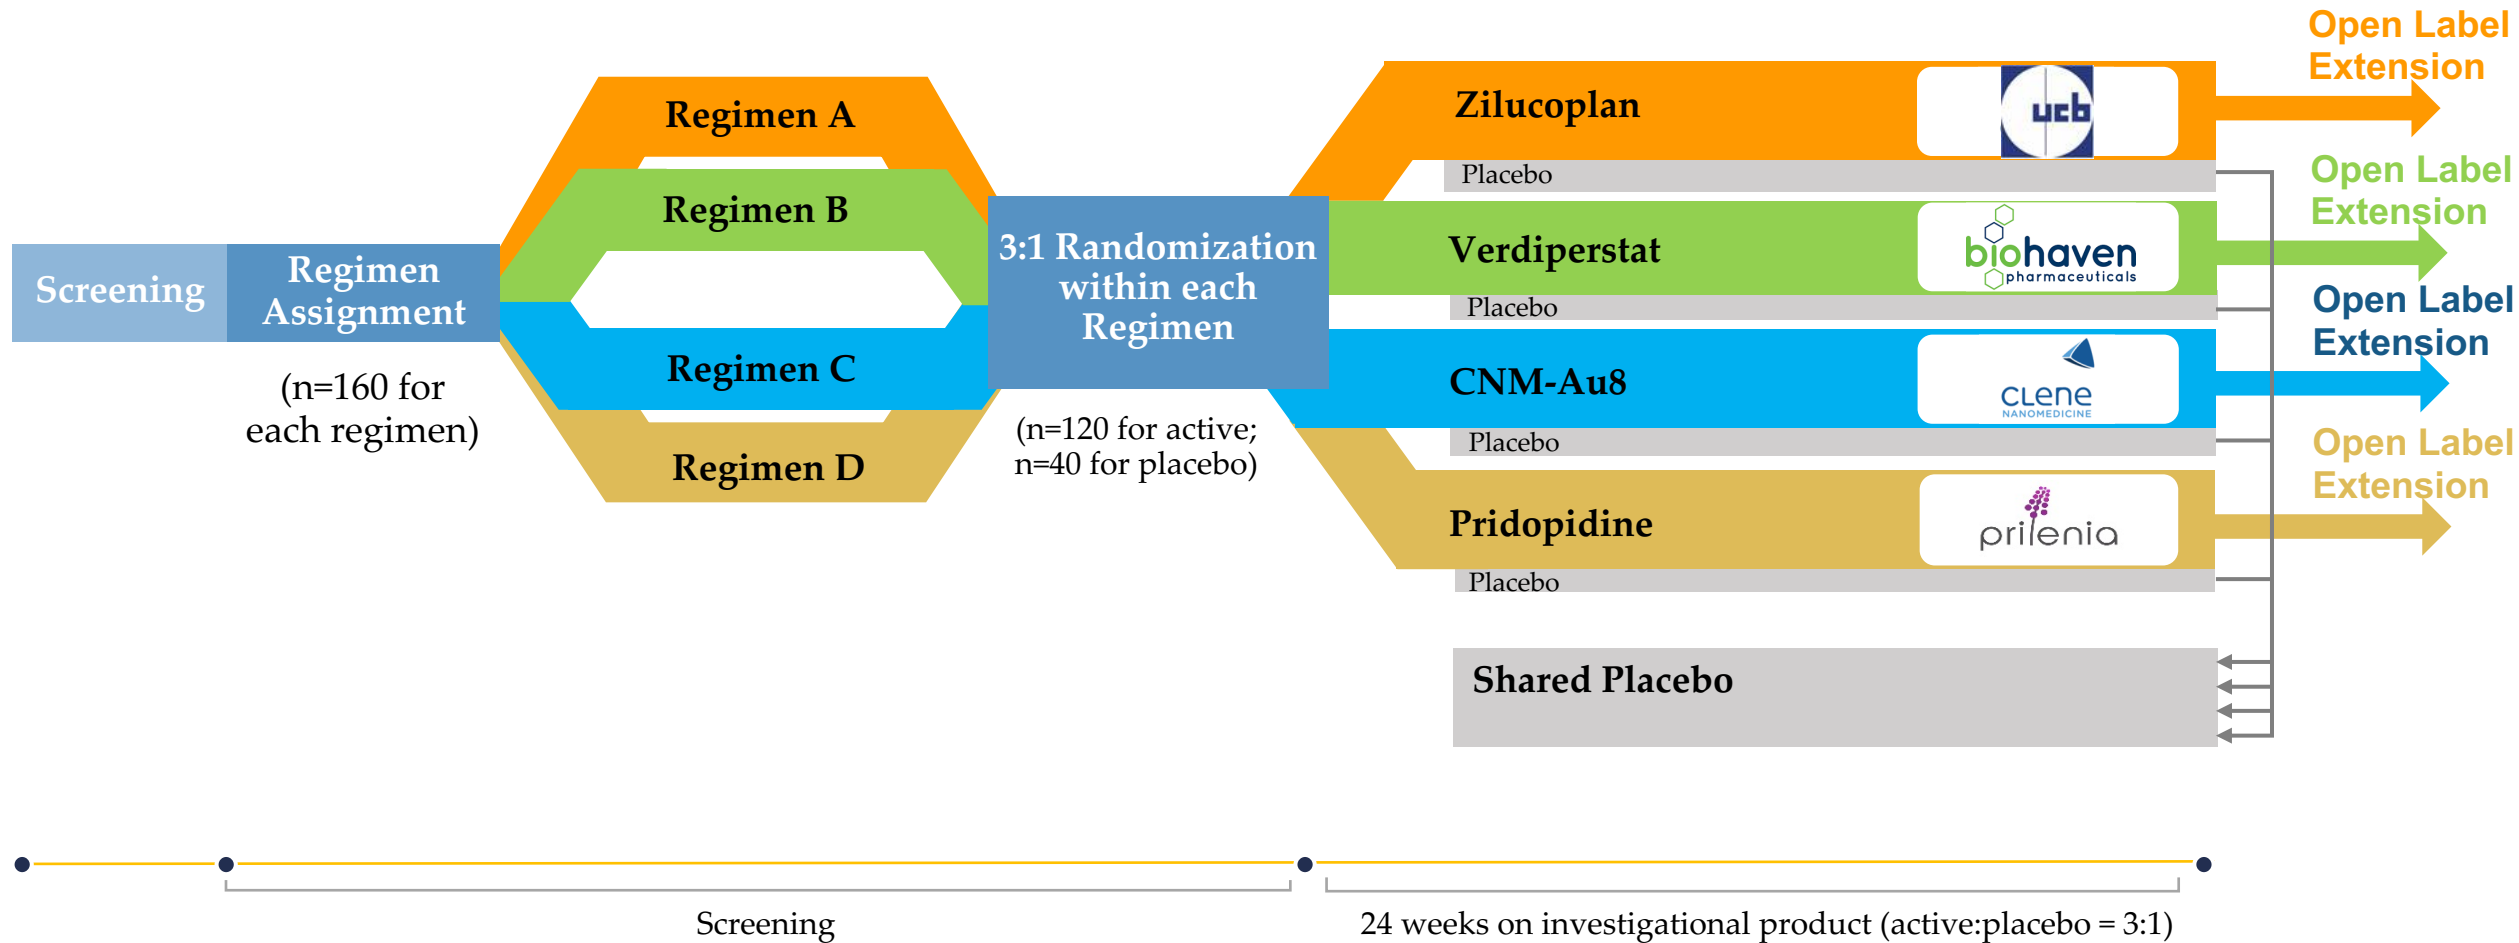 Screening
Regimen
Assignment
(n=160 for
each regimen)
Regimen A
Regimen B
Regimen C
Regimen D
3:1 Randomization
within each
Regimen
(n=120 for active;
n=40 for placebo)
Zilucoplan
ucb
Placebo
Verdiperstat
biohaven
pharmaceuticals
Placebo
CNM-Au8
CLene
NANOMEDICINE
Placebo
Pridopidine
prilenia
Placebo
Shared Placebo
Open Label
Extension
Open Label
Extension
Open Label
Extension
Open Label
Extension
Screening
24 weeks on investigational product (active:placebo = 3:1)